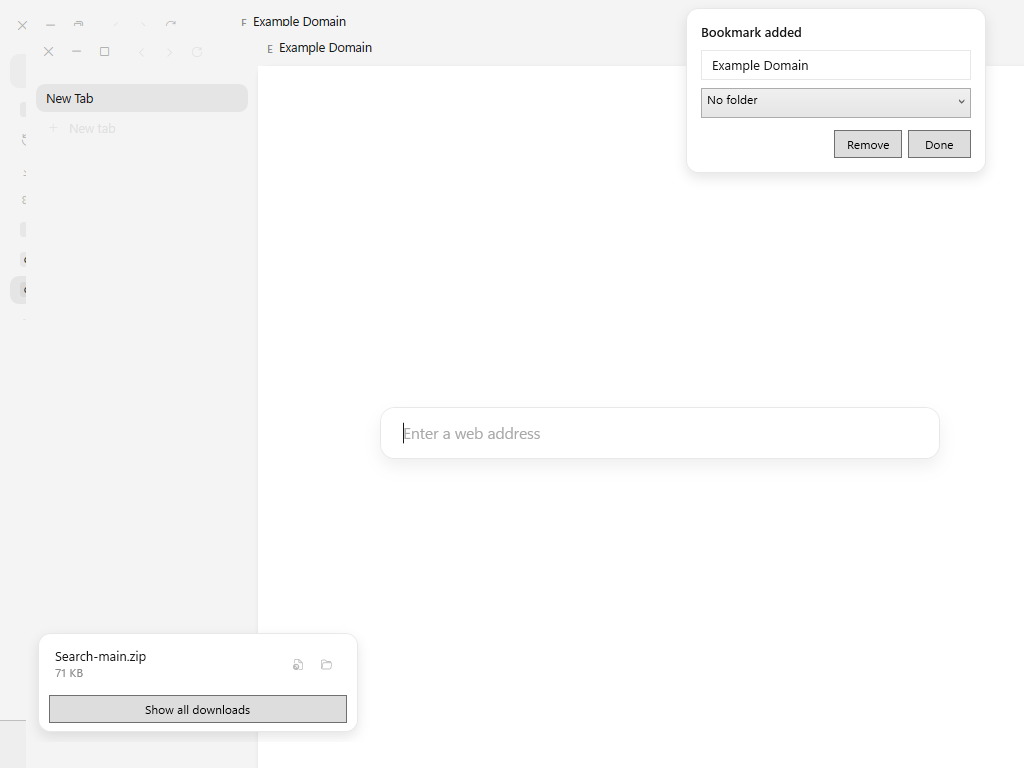 Example Domain
Example Domain
Bookmark added
Example Domain
No folder
Remove
Done
New Tab
+ New tab
Enter a web address
Search-main.zip
71 KB
Show all downloads